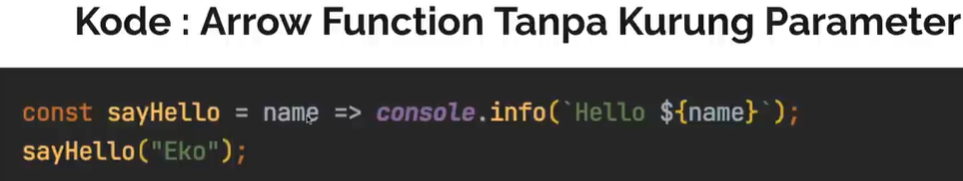 Kode : Arrow Function Tanpa Kurung Parameter
const sayHello = name => console.info(`Hello ${name}`);
sayHello("Eko");